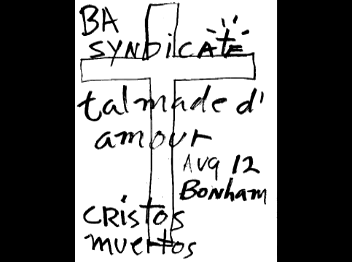 BA
SYNDiCAtE
talmade d'
amour
AUG 12
BonhAm
CRistos
mueRtos